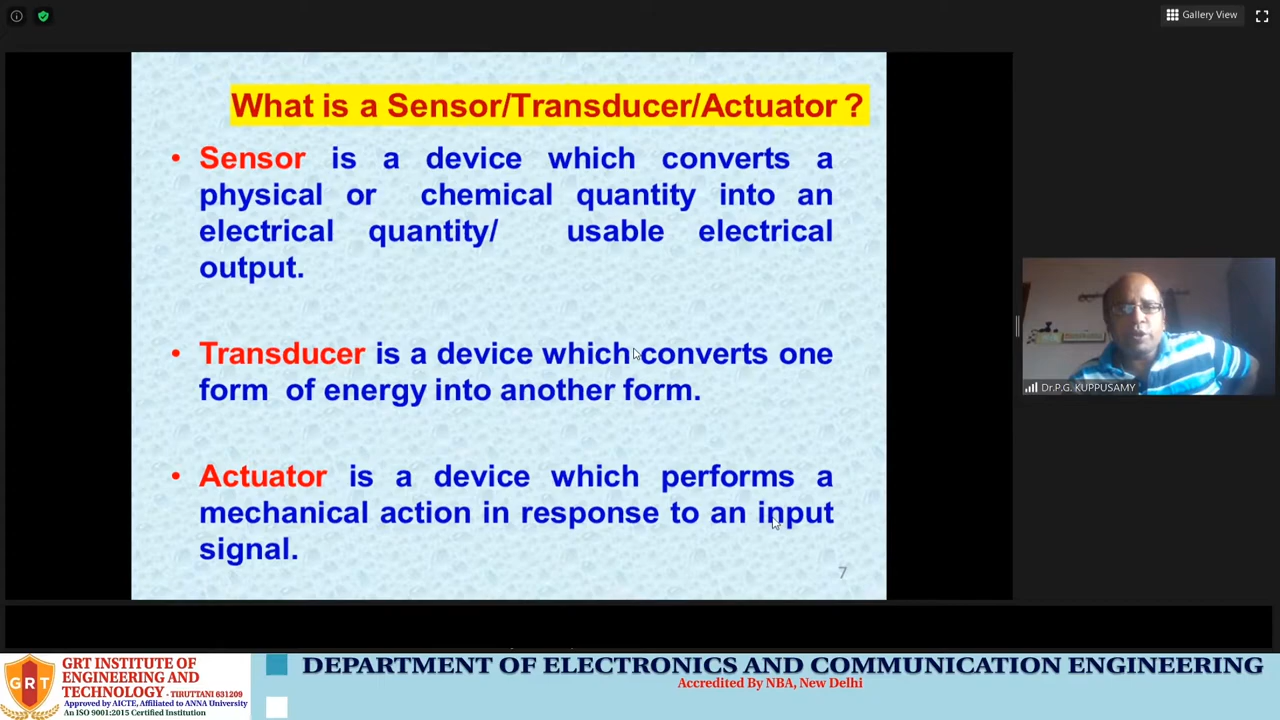 Gallery View
What is a Sensor/Transducer/Actuator ?
• Sensor is a device which converts a
physical or chemical quantity into an
electrical quantity/ usable electrical
output.
• Transducer is a device which converts one
form of energy into another form.
• Actuator is a device which performs a
mechanical action in response to an input
signal.
7
Dr.P.G. KUPPUSAMY
GRT
GRT INSTITUTE OF
ENGINEERING AND
TECHNOLOGY - TIRUTTANI 631209
Approved by AICTE, Affiliated to ANNA University
An ISO 9001:2015 Certified Institution
DEPARTMENT OF ELECTRONICS AND COMMUNICATION ENGINEERING
Accredited By NBA, New Delhi